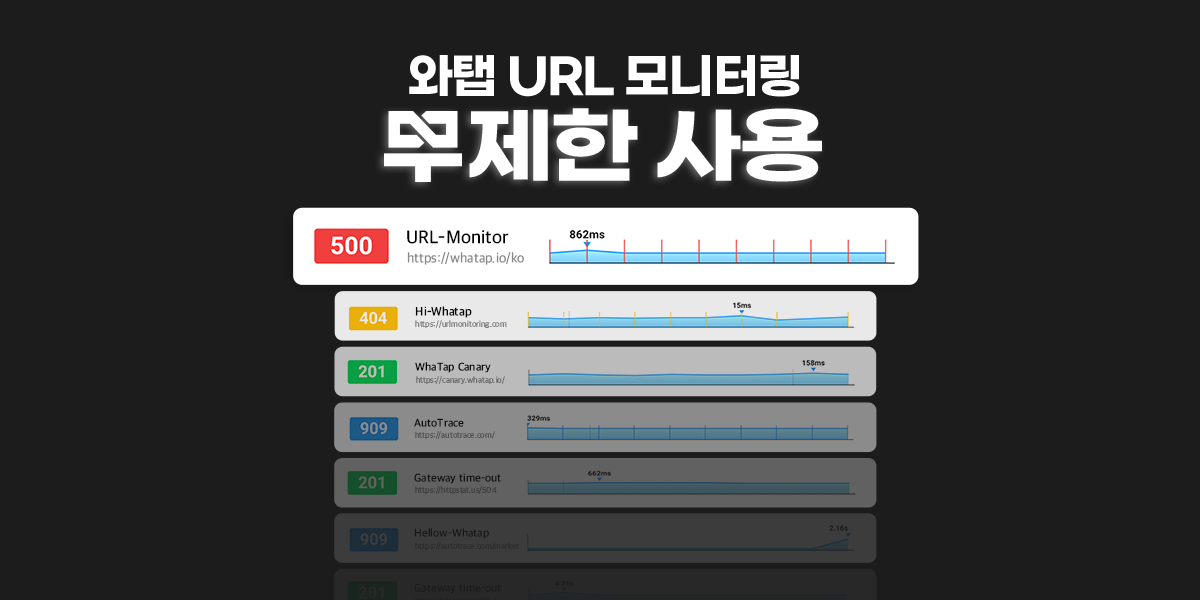 와탭 URL 모니터링
무제한 사용
500
URL-Monitor
https://whatap.io/ko
862ms
404
Hi-Whatap
https://urlmonitoring.com
15ms
201
WhaTap Canary
https://canary.whatap.io/
158ms
909
AutoTrace
https://autotrace.com/
329ms
201
Gateway time-out
https://httpstat.us/504
662ms
909
Hellow-Whatap
https://autotrace.com/market
2.16s
201
Gateway time-out